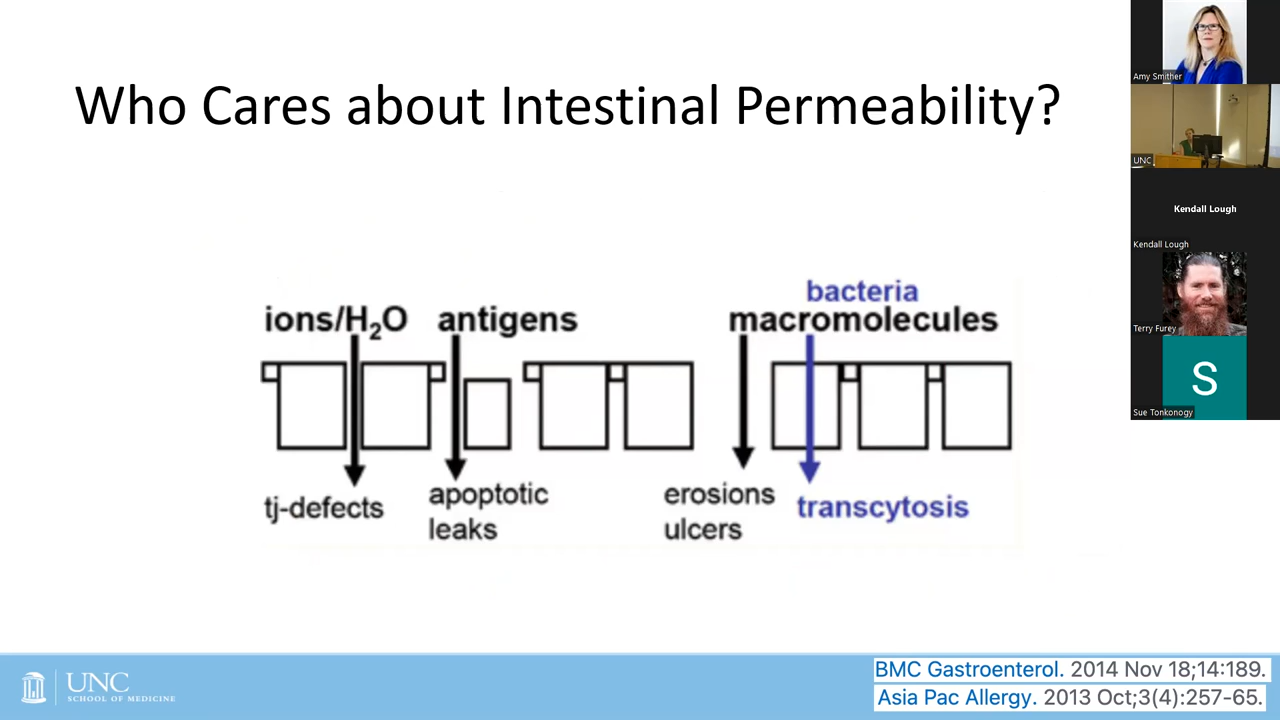 Who Cares about Intestinal Permeability?
bacteria
ions/H₂O antigens macromolecules
tj-defects apoptotic leaks erosions ulcers transcytosis
UNC
SCHOOL OF MEDICINE
BMC Gastroenterol. 2014 Nov 18;14:189.
Asia Pac Allergy. 2013 Oct;3(4):257-65.
Amy Smither
UNC
Kendall Lough
Kendall Lough
Terry Furey
S
Sue Tonkonogy